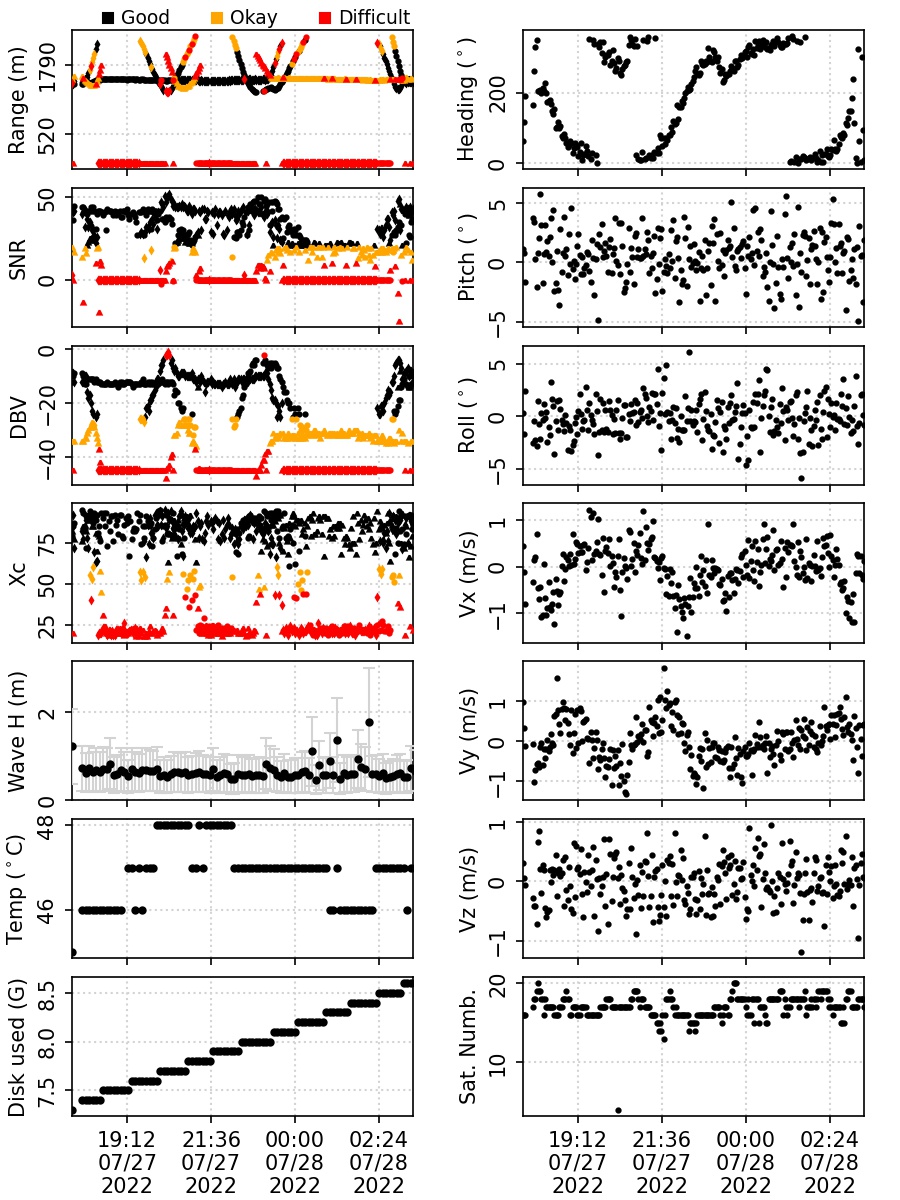 Good Okay Difficult
Range (m)
1790
520
Heading (°)
200
0
SNR
50
0
Pitch (°)
5
0
−5
DBV
0
−20
−40
Roll (°)
5
0
−5
Xc
75
50
25
Vx (m/s)
1
0
−1
Wave H (m)
2
0
Vy (m/s)
1
0
−1
Temp (°C)
48
46
Vz (m/s)
1
0
−1
Disk used (G)
8.5
8.0
7.5
Sat. Numb.
20
10
19:12 21:36 00:00 02:24
07/27 07/27 07/28 07/28
2022 2022 2022 2022
19:12 21:36 00:00 02:24
07/27 07/27 07/28 07/28
2022 2022 2022 2022